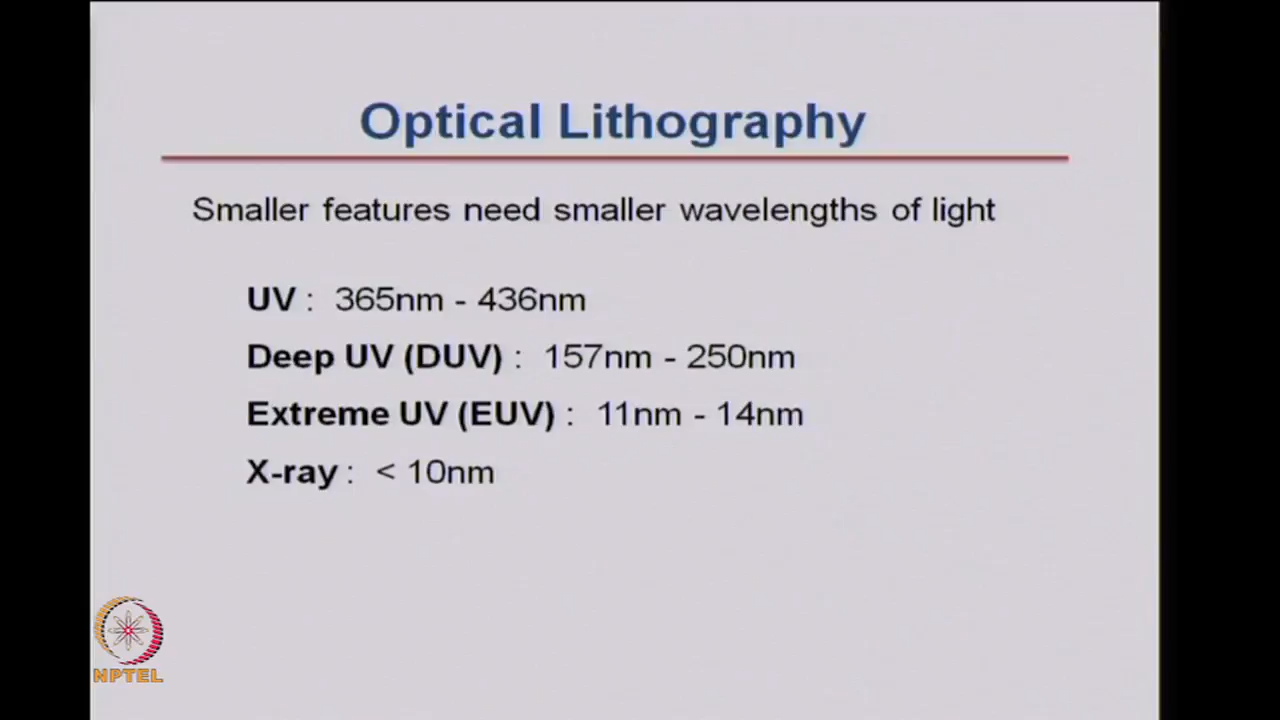 Optical Lithography
Smaller features need smaller wavelengths of light
UV : 365nm - 436nm
Deep UV (DUV) : 157nm - 250nm
Extreme UV (EUV) : 11nm - 14nm
X-ray : < 10nm
NPTEL